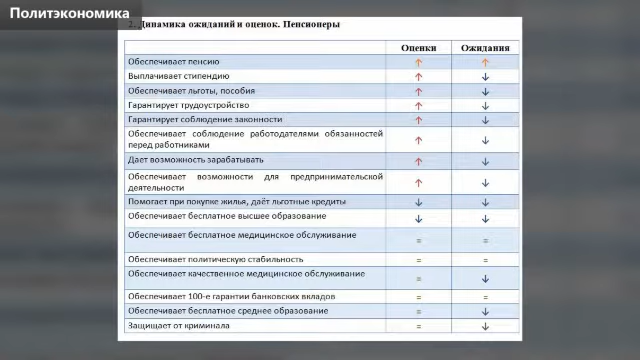 Политэкономика
2. Динамика ожиданий и оценок. Пенсионеры
Оценки Ожидания
Обеспечивает пенсию ↑ ↑
Выплачивает стипендию ↑ ↓
Обеспечивает льготы, пособия ↑ ↓
Гарантирует трудоустройство ↑ ↓
Гарантирует соблюдение законности ↑ ↓
Обеспечивает соблюдение работодателями обязанностей
перед работниками ↑ ↓
Дает возможность зарабатывать ↑ ↓
Обеспечивает возможности для предпринимательской
деятельности ↑ ↓
Помогает при покупке жилья, даёт льготные кредиты ↓ ↓
Обеспечивает бесплатное высшее образование ↓ ↓
Обеспечивает бесплатное медицинское обслуживание = =
Обеспечивает политическую стабильность = =
Обеспечивает качественное медицинское обслуживание = ↓
Обеспечивает 100-е гарантии банковских вкладов = =
Обеспечивает бесплатное среднее образование = ↓
Защищает от криминала = ↓